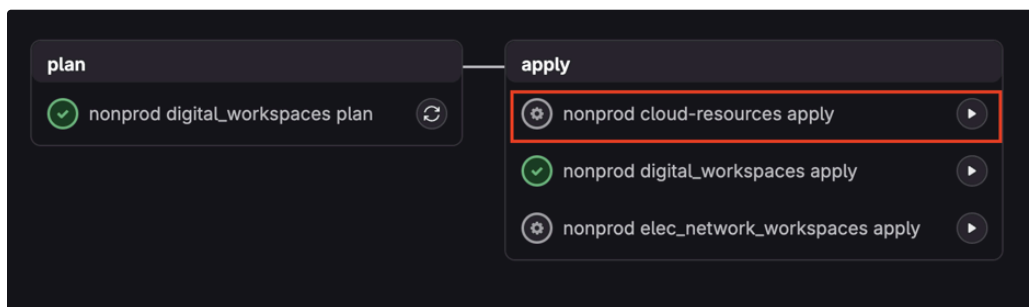 plan
nonprod digital_workspaces plan
apply
nonprod cloud-resources apply
nonprod digital_workspaces apply
nonprod elec_network_workspaces apply